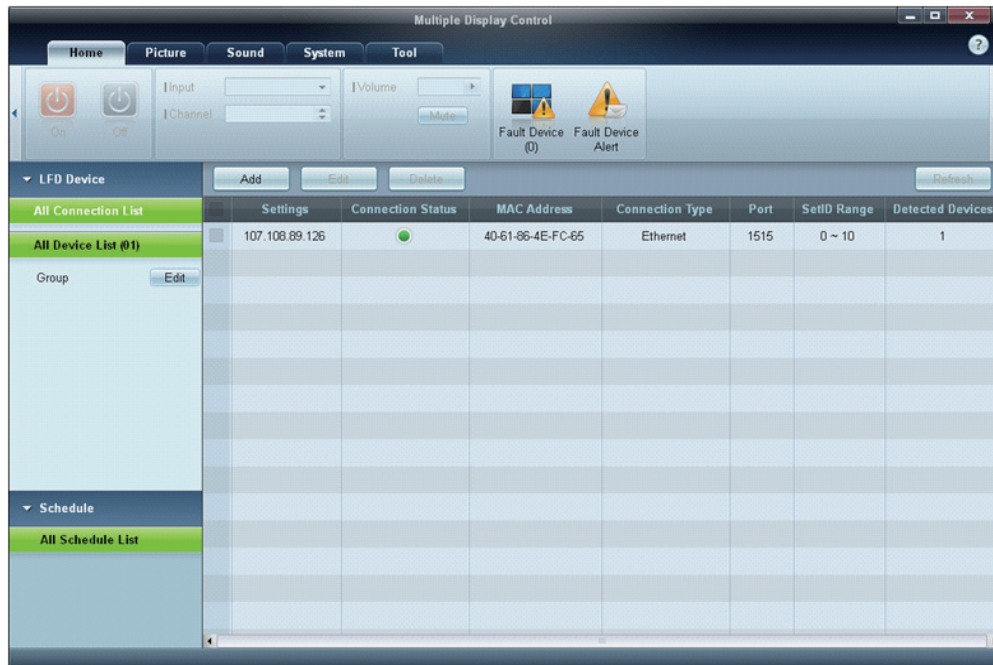 Multiple Display Control
Home Picture Sound System Tool
Input
Volume
Channel
Mute
On Off
Fault Device (0)
Fault Device Alert
LFD Device
Add Edit Delete Refresh
All Connection List
Settings Connection Status MAC Address Connection Type Port SetID Range Detected Devices
107.108.89.126 40-61-86-4E-FC-65 Ethernet 1515 0 ~ 10 1
All Device List (01)
Group Edit
Schedule
All Schedule List